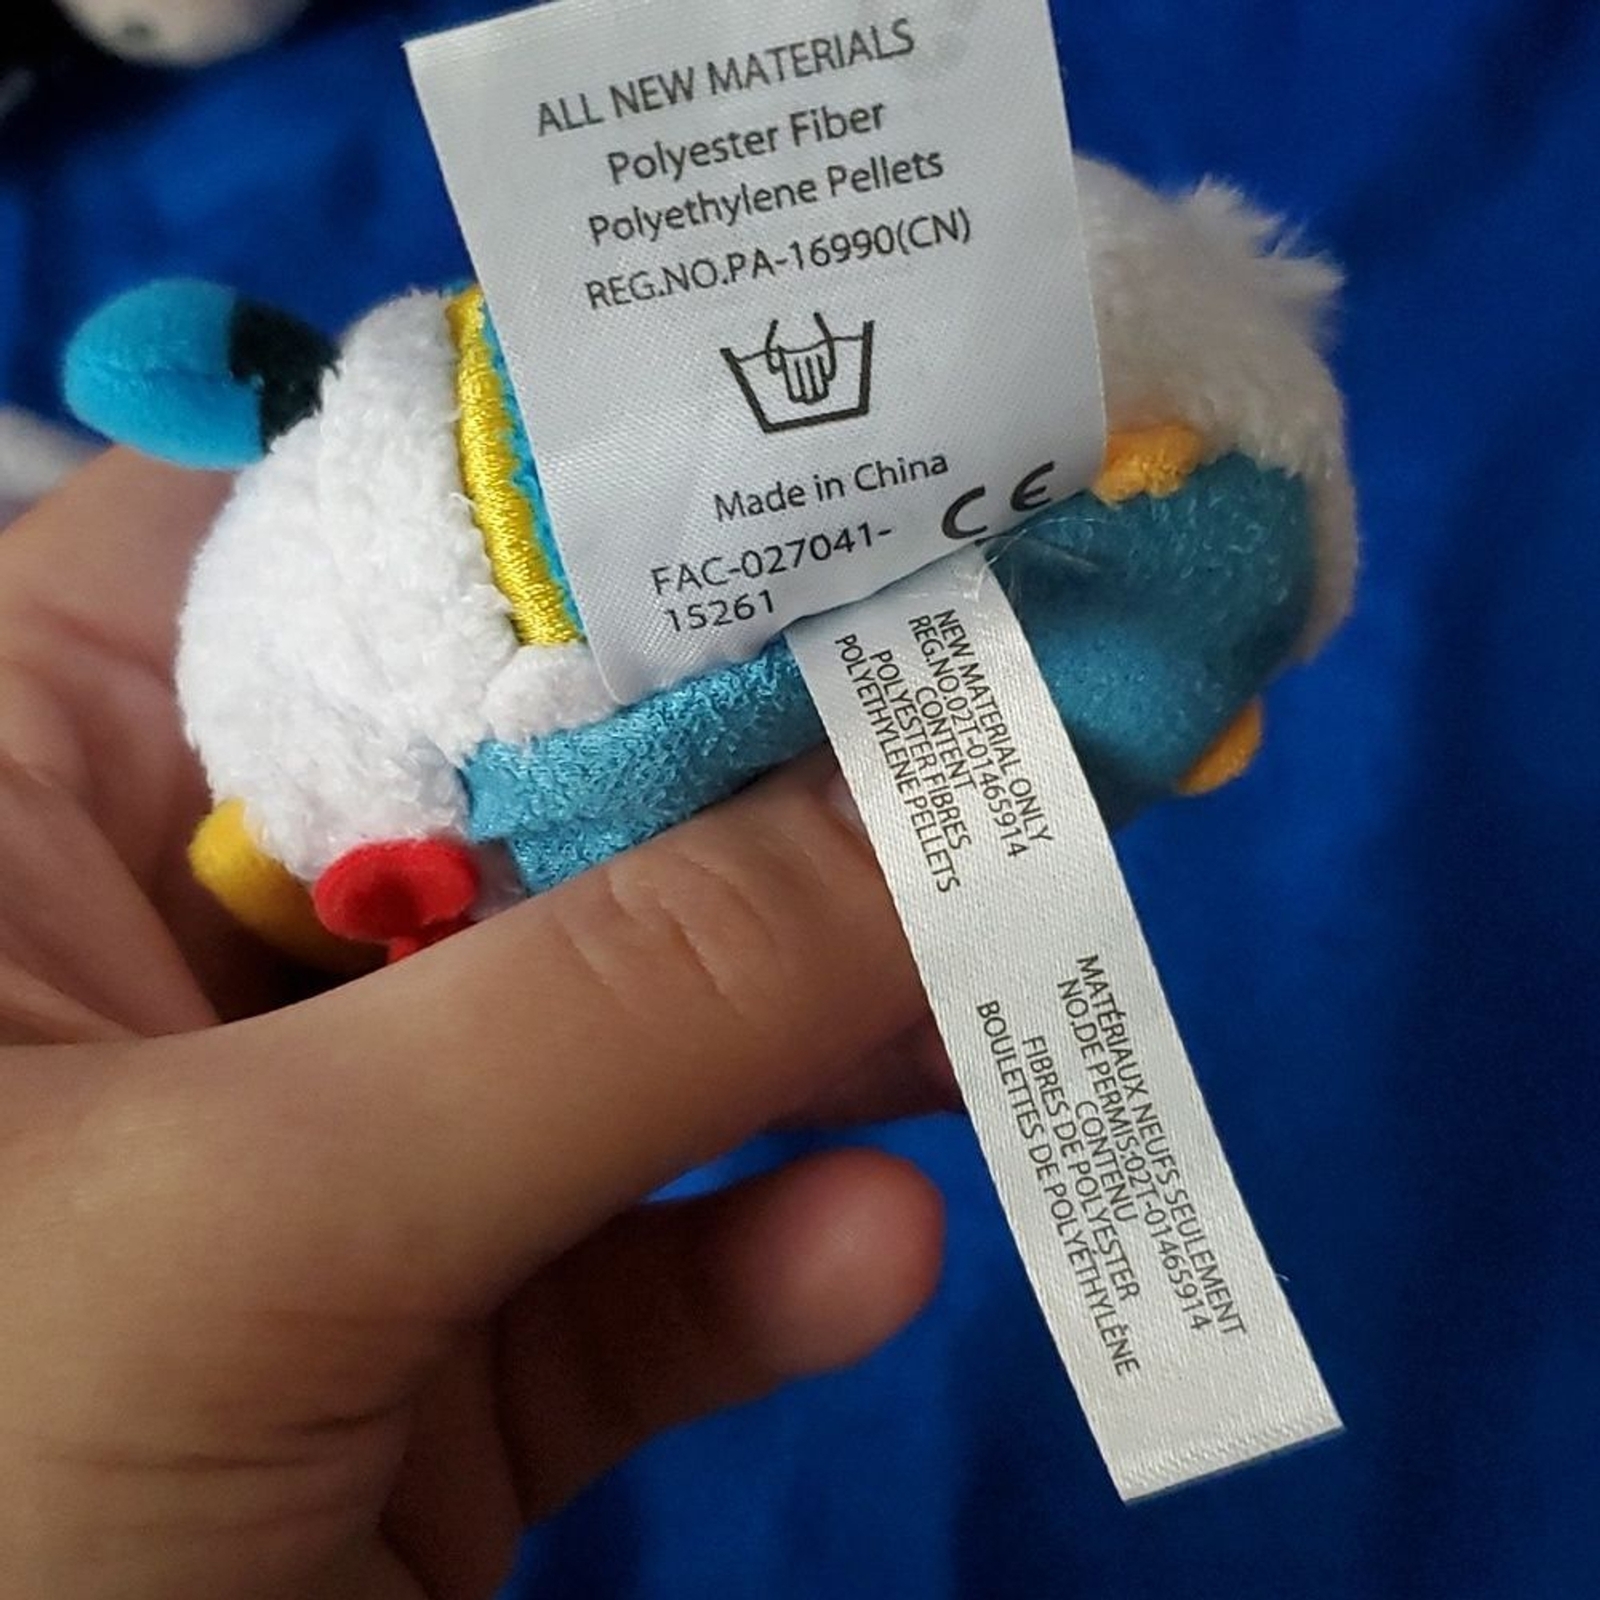 ALL NEW MATERIALS
Polyester Fiber
Polyethylene Pellets
REG.NO.PA-16990(CN)
Made in China
CE
FAC-027041-
15261
NEW MATERIAL ONLY
REG.NO.02T-01465914
CONTENT
POLYESTER FIBRES
POLYETHYLENE PELLETS
MATÉRIAUX NEUFS SEULEMENT
NO.DE PERMIS:02T-01465914
CONTENU
FIBRES DE POLYESTER
BOULETTES DE POLYÉTHYLÈNE